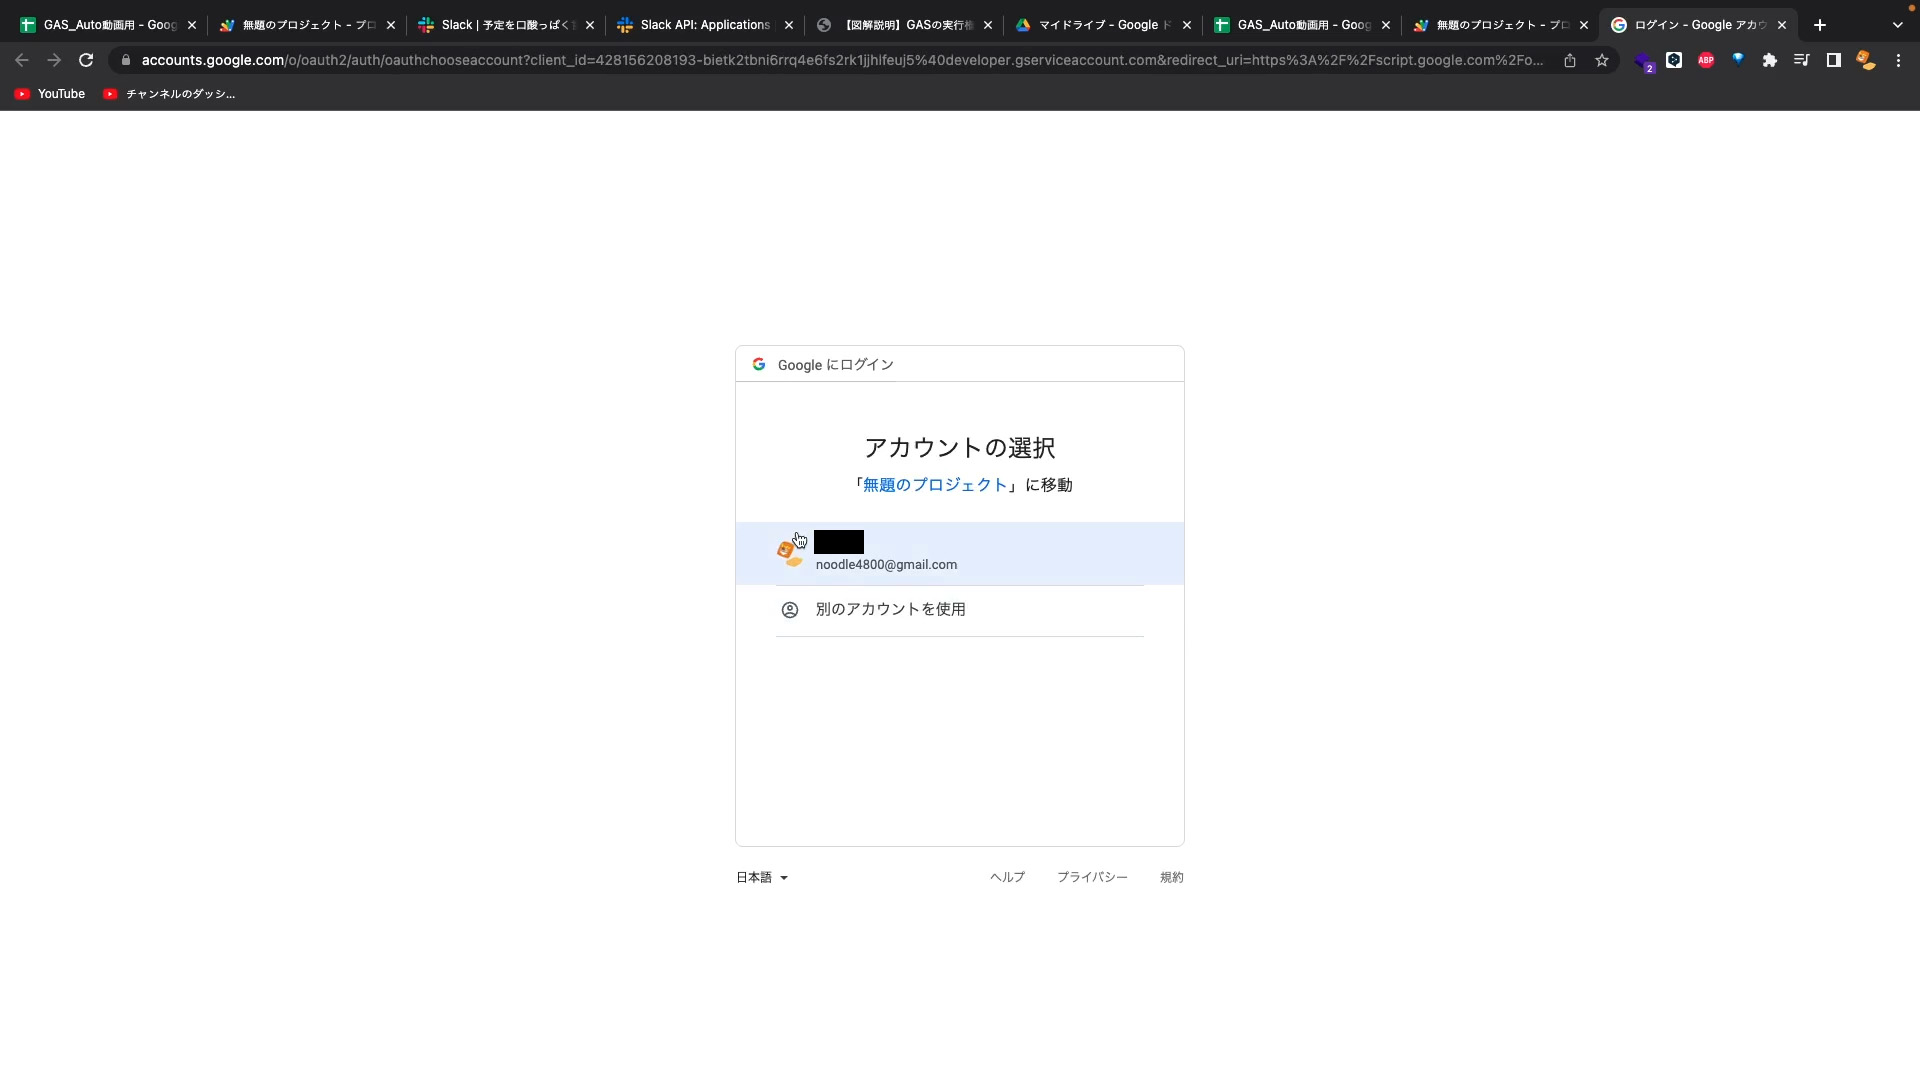 GAS_Auto動画用 - Goog
無題のプロジェクト - プロ
Slack | 予定を口酸っぱく言
Slack API: Applications
【図解説明】GASの実行権
マイドライブ - Google ド
GAS_Auto動画用 - Goog
無題のプロジェクト - プロ
ログイン - Google アカウ
accounts.google.com/o/oauth2/auth/oauthchooseaccount?client_id=428156208193-bietk2tbni6rrq4e6fs2rk1jjhlfeuj5%40developer.gserviceaccount.com&redirect_uri=https%3A%2F%2Fscript.google.com%2Fo...
2
ABP
YouTube
チャンネルのダッシ...
Google にログイン
アカウントの選択
「無題のプロジェクト」に移動
noodle4800@gmail.com
別のアカウントを使用
日本語
ヘルプ
プライバシー
規約